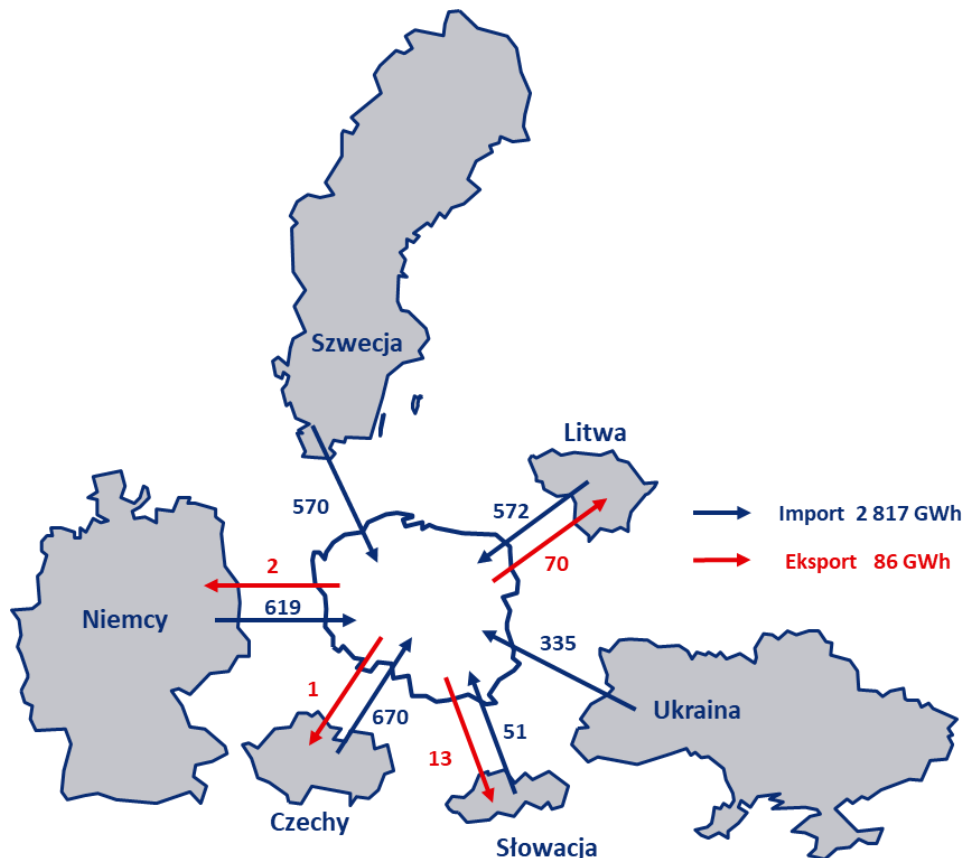 Szwecja
Litwa
570
572
Import 2 817 GWh
70
Eksport 86 GWh
2
619
Niemcy
335
1
670
Ukraina
51
13
Czechy
Słowacja